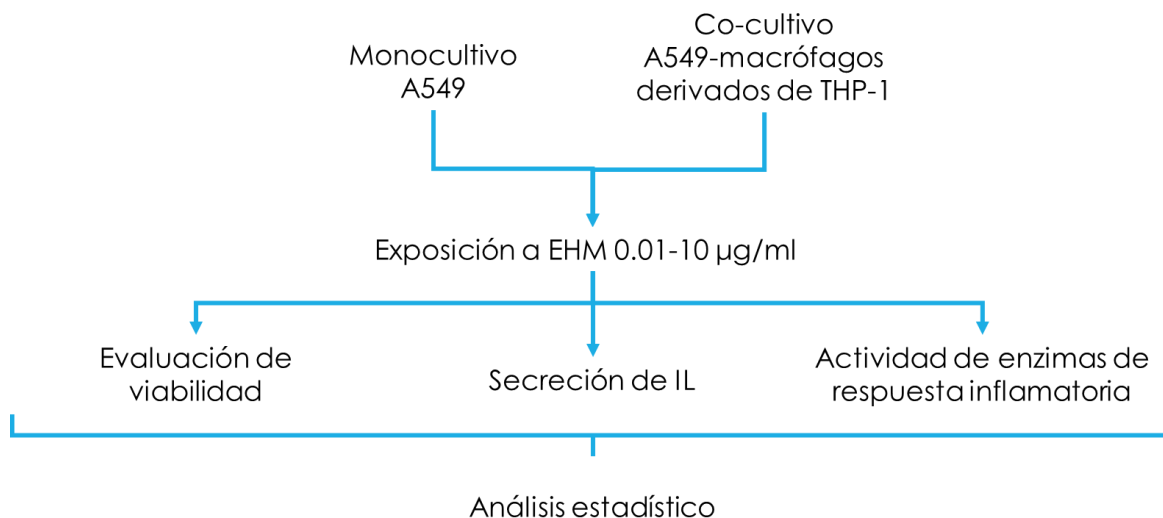 Monocultivo
A549
Co-cultivo
A549-macrófagos
derivados de THP-1
Exposición a EHM 0.01-10 µg/ml
Evaluación de
viabilidad
Secreción de IL
Actividad de enzimas de
respuesta inflamatoria
Análisis estadístico